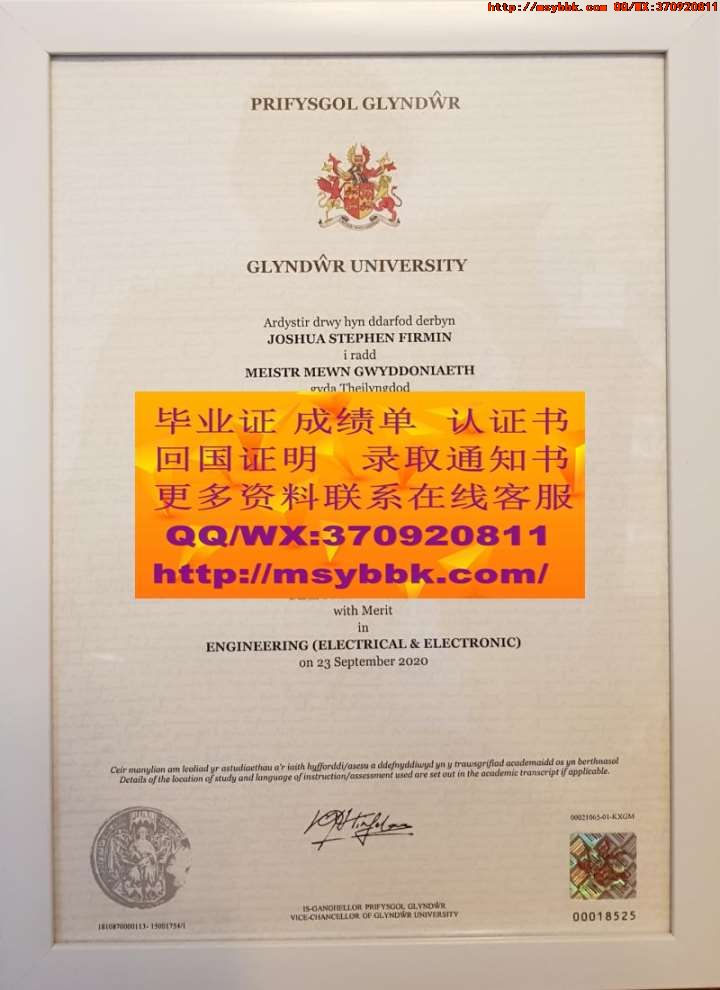 http://msybbk.com QQ/WX:370920811
PRIFYSGOL GLYNDŴR
GLYNDŴR UNIVERSITY
Ardystir drwy hyn ddarfod derbyn
JOSHUA STEPHEN FIRMIN
i radd
MEISTR MEWN GWYDDONIAETH
gyda Theilyngdod
毕业证 成绩单 认证书
回国证明 录取通知书
更多资料联系在线客服
QQ/WX:370920811
http://msybbk.com/
with Merit
in
ENGINEERING (ELECTRICAL & ELECTRONIC)
on 23 September 2020
Ceir manylion am leoliad yr astudiaethau a'r iaith hyfforddi/asesu a ddefnyddiwyd yn y trawsgrifiad academaidd os yn berthnasol
Details of the location of study and language of instruction/assessment used are set out in the academic transcript if applicable.
00021065-01-KXGM
IS-GANGHELLOR PRIFYSGOL GLYNDŴR
VICE-CHANCELLOR OF GLYNDŴR UNIVERSITY
00018525
1810870000113- 15001754/1